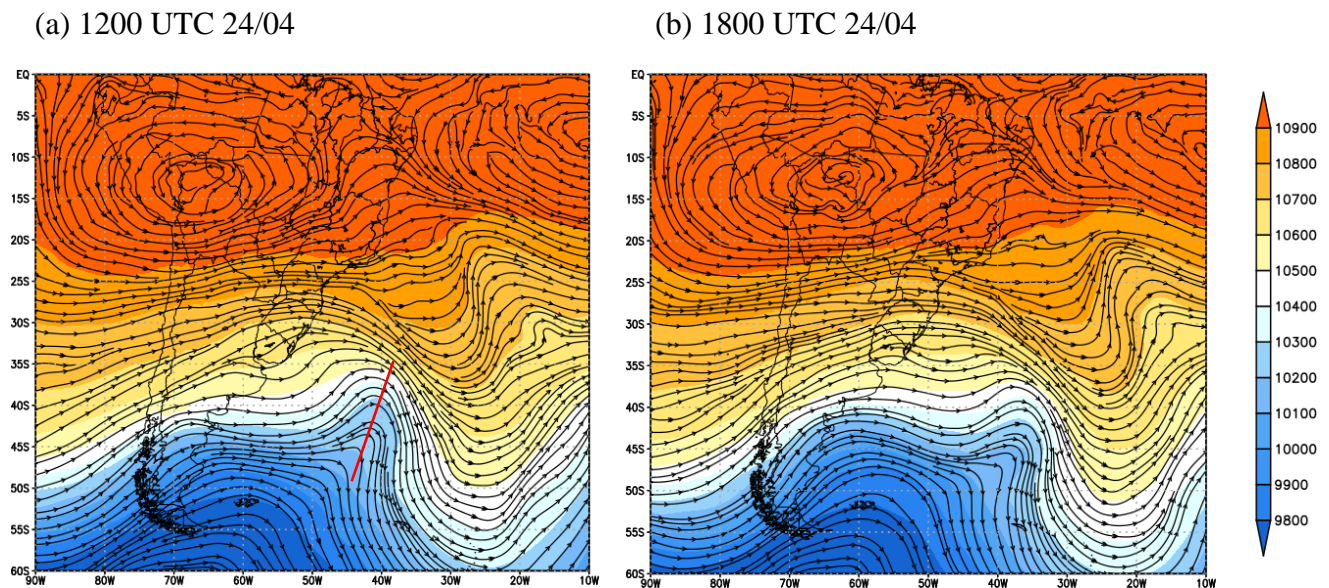 (a) 1200 UTC 24/04
(b) 1800 UTC 24/04
EQ
5S
10S
15S
20S
25S
30S
35S
40S
45S
50S
55S
60S
90W 80W 70W 60W 50W 40W 30W 20W 10W
EQ
5S
10S
15S
20S
25S
30S
35S
40S
45S
50S
55S
60S
90W 80W 70W 60W 50W 40W 30W 20W 10W
10900
10800
10700
10600
10500
10400
10300
10200
10100
10000
9900
9800